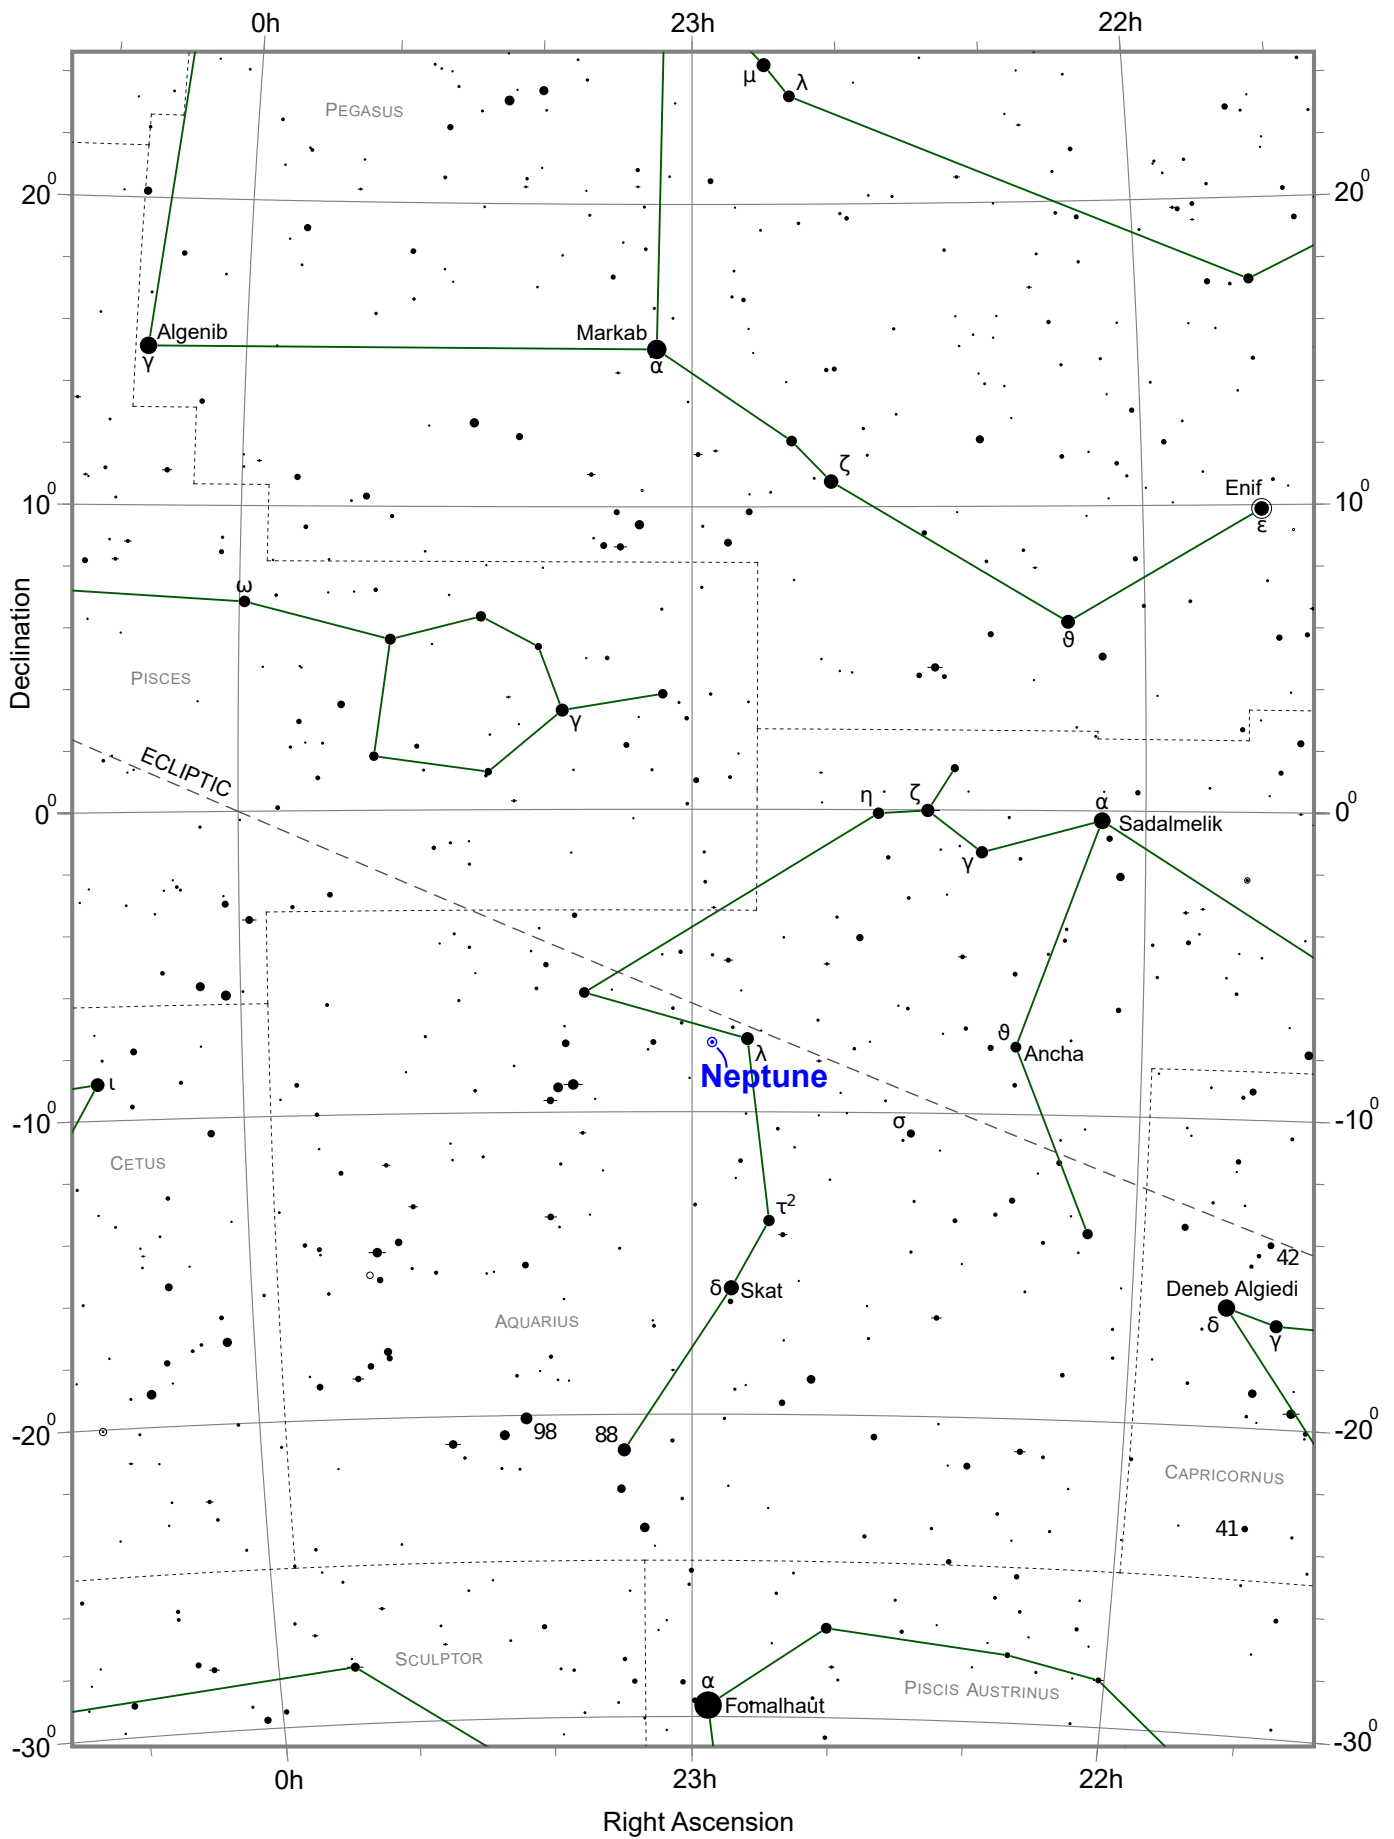 0h 23h 22h
μ λ
PEGASUS
20⁰ 20⁰
Algenib Markab
γ α
ζ
Enif
10⁰ 10⁰
ε
ω
ϑ
PISCES
γ
Declination
ECLIPTIC
η ζ α
0⁰ 0⁰
Sadalmelik
γ
ϑ
λ Ancha
Neptune
ι
-10⁰ σ -10⁰
CETUS
τ²
42
δ Skat Deneb Algiedi
AQUARIUS δ γ
-20⁰ 98 88 -20⁰
CAPRICORNUS
41
SCULPTOR
α PISCIS AUSTRINUS
Fomalhaut
-30⁰ -30⁰
0h 23h 22h
Right Ascension